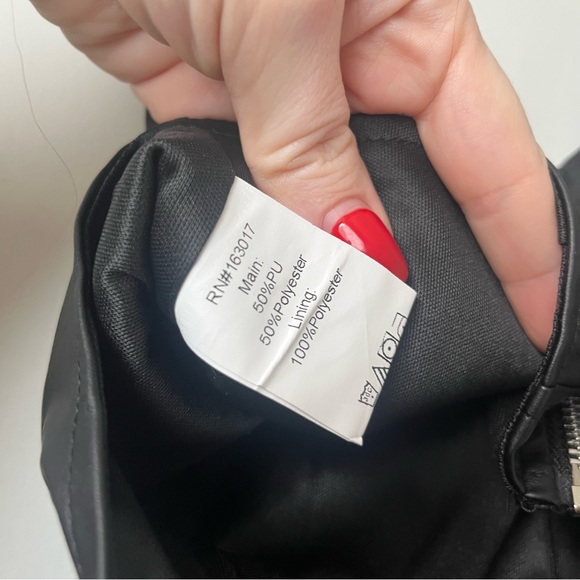 RN#163017
Main:
50%PU
50%Polyester
Lining:
100%Polyester